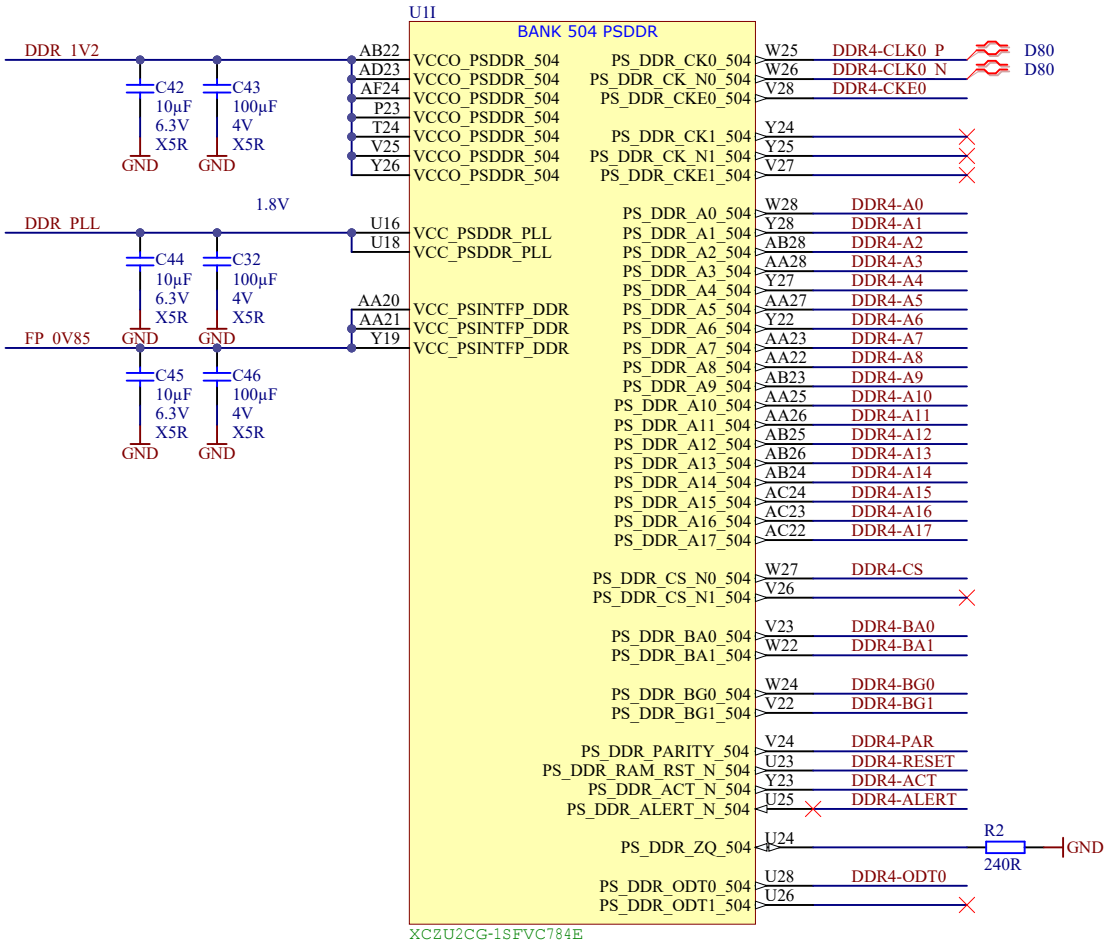 U1I
BANK 504 PSDDR
DDR_1V2
C42
10µF
6.3V
X5R
GND
C43
100µF
4V
X5R
GND
AB22 VCCO_PSDDR_504
AD23 VCCO_PSDDR_504
AF24 VCCO_PSDDR_504
P23 VCCO_PSDDR_504
T24 VCCO_PSDDR_504
V25 VCCO_PSDDR_504
Y26 VCCO_PSDDR_504
1.8V
DDR_PLL
C44
10µF
6.3V
X5R
GND
C32
100µF
4V
X5R
GND
U16 VCC_PSDDR_PLL
U18 VCC_PSDDR_PLL
FP_0V85
C45
10µF
6.3V
X5R
GND
C46
100µF
4V
X5R
GND
AA20 VCC_PSINTFP_DDR
AA21 VCC_PSINTFP_DDR
Y19 VCC_PSINTFP_DDR
PS_DDR_CK0_504 W25 DDR4-CLK0_P D80
PS_DDR_CK_N0_504 W26 DDR4-CLK0_N D80
PS_DDR_CKE0_504 V28 DDR4-CKE0
PS_DDR_CK1_504 Y24
PS_DDR_CK_N1_504 Y25
PS_DDR_CKE1_504 V27
PS_DDR_A0_504 W28 DDR4-A0
PS_DDR_A1_504 Y28 DDR4-A1
PS_DDR_A2_504 AB28 DDR4-A2
PS_DDR_A3_504 AA28 DDR4-A3
PS_DDR_A4_504 Y27 DDR4-A4
PS_DDR_A5_504 AA27 DDR4-A5
PS_DDR_A6_504 Y22 DDR4-A6
PS_DDR_A7_504 AA23 DDR4-A7
PS_DDR_A8_504 AA22 DDR4-A8
PS_DDR_A9_504 AB23 DDR4-A9
PS_DDR_A10_504 AA25 DDR4-A10
PS_DDR_A11_504 AA26 DDR4-A11
PS_DDR_A12_504 AB25 DDR4-A12
PS_DDR_A13_504 AB26 DDR4-A13
PS_DDR_A14_504 AB24 DDR4-A14
PS_DDR_A15_504 AC24 DDR4-A15
PS_DDR_A16_504 AC23 DDR4-A16
PS_DDR_A17_504 AC22 DDR4-A17
PS_DDR_CS_N0_504 W27 DDR4-CS
PS_DDR_CS_N1_504 V26
PS_DDR_BA0_504 V23 DDR4-BA0
PS_DDR_BA1_504 W22 DDR4-BA1
PS_DDR_BG0_504 W24 DDR4-BG0
PS_DDR_BG1_504 V22 DDR4-BG1
PS_DDR_PARITY_504 V24 DDR4-PAR
PS_DDR_RAM_RST_N_504 U23 DDR4-RESET
PS_DDR_ACT_N_504 Y23 DDR4-ACT
PS_DDR_ALERT_N_504 U25 DDR4-ALERT
PS_DDR_ZQ_504 U24
R2
240R
GND
PS_DDR_ODT0_504 U28 DDR4-ODT0
PS_DDR_ODT1_504 U26
XCZU2CG-1SFVC784E